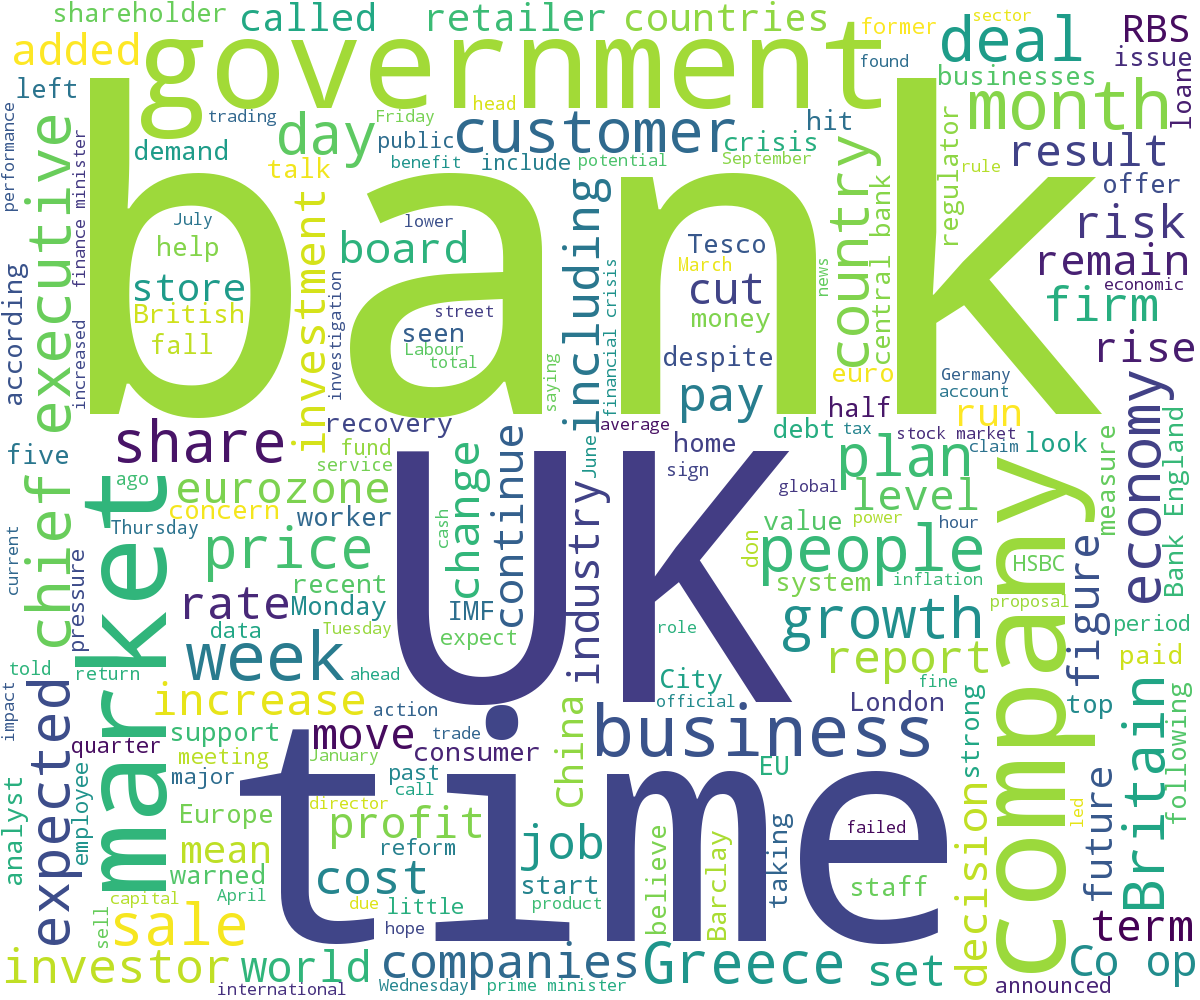 shareholder
called
retailer
countries
former
sector
RBS
added
government
found
deal
issue
left
businesses
loan
trading
Friday
head
customer
hit
month
performance
finance minister
demand
day
public
benefit
include
potential
crisis
September
regulator
rule
result
talk
offer
executive
bank
July
lower
help
board
Tesco
March
country
central bank
risk
store
investment
including
news
remain
economic
according
increased
British
investigation
street
seen
cut
money
financial crisis
firm
fall
Labour
total
saying
despite
euro
Germany
account
rise
share
recovery
average
pay
half
run
five
fund
service
home
debt
tax
stock market
claim
look
economy
Bank England
ago
eurozone
change
continue
June
UK
sign
plan
measure
chief
market
concern
global
level
Thursday
worker
cash
industry
value
power
hour
current
pressure
price
people
don
HSBC
recent
system
inflation
figure
rate
Monday
IMF
growth
proposal
company
data
Tuesday
expect
role
period
told
return
week
ahead
City
report
paid
expected
increase
official
fine
London
impact
action
China
business
strong
top
Britain
following
support
move
trade
quarter
meeting
January
consumer
EU
major
past
call
time
analyst
employee
Europe
director
profit
job
failed
decision
future
led
mean
reform
believe
Barclay
taking
warned
cost
start
staff
capital
April
due
little
product
sell
sale
hope
term
investor
world
companies
Greece
set
Co op
international
Wednesday
prime minister
announced